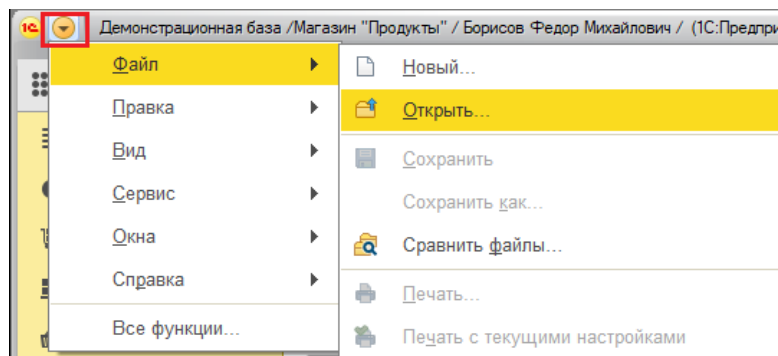 1С Демонстрационная база /Магазин "Продукты" / Борисов Федор Михайлович / (1С:Предпри
Файл
Правка
Вид
Сервис
Окна
Справка
Все функции...
Новый...
Открыть...
Сохранить
Сохранить как...
Сравнить файлы...
Печать...
Печать с текущими настройками